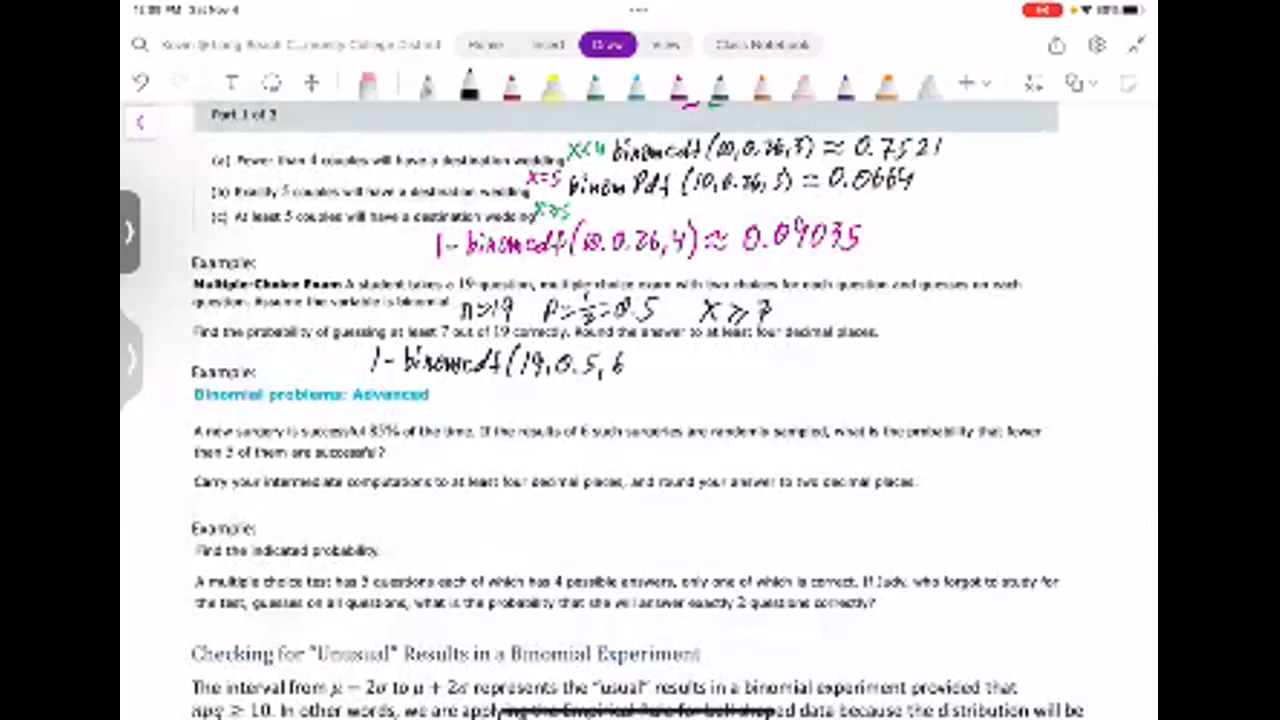 Home Insert Draw View Class Notebook
Part 1 of 3
(a) Fewer than 4 couples will have a destination wedding x<4 binomcdf(10,0.26,3) ≈ 0.7521
(b) Exactly 5 couples will have a destination wedding x=5 binompdf(10,0.26,5) ≈ 0.0664
(c) At least 5 couples will have a destination wedding x≥5
1-binomcdf(10.0.26,4) ≈ 0.09035
Example:
Multiple-Choice Exam A student takes a 19-question, multiple-choice exam with two choices for each question and guesses on each
question. Assume the variable is binomial n=19 p=1/2=0.5 X≥7
Find the probability of guessing at least 7 out of 19 correctly. Round the answer to at least four decimal places.
1-binomcdf(19,0.5,6
Example:
Binomial problems: Advanced
A new surgery is successful 85% of the time. If the results of 6 such surgeries are randomly sampled, what is the probability that fewer
than 5 of them are successful?
Carry your intermediate computations to at least four decimal places, and round your answer to two decimal places.
Example:
Find the indicated probability.
A multiple choice test has 5 questions each of which has 4 possible answers, only one of which is correct. If Judy, who forgot to study for
the test, guesses on all questions, what is the probability that she will answer exactly 2 questions correctly?
Checking for "Unusual" Results in a Binomial Experiment
The interval from μ − 2σ to μ + 2σ represents the "usual" results in a binomial experiment provided that
npq ≥ 10. In other words, we are applying the Empirical Rule for bell shaped data because the distribution will be